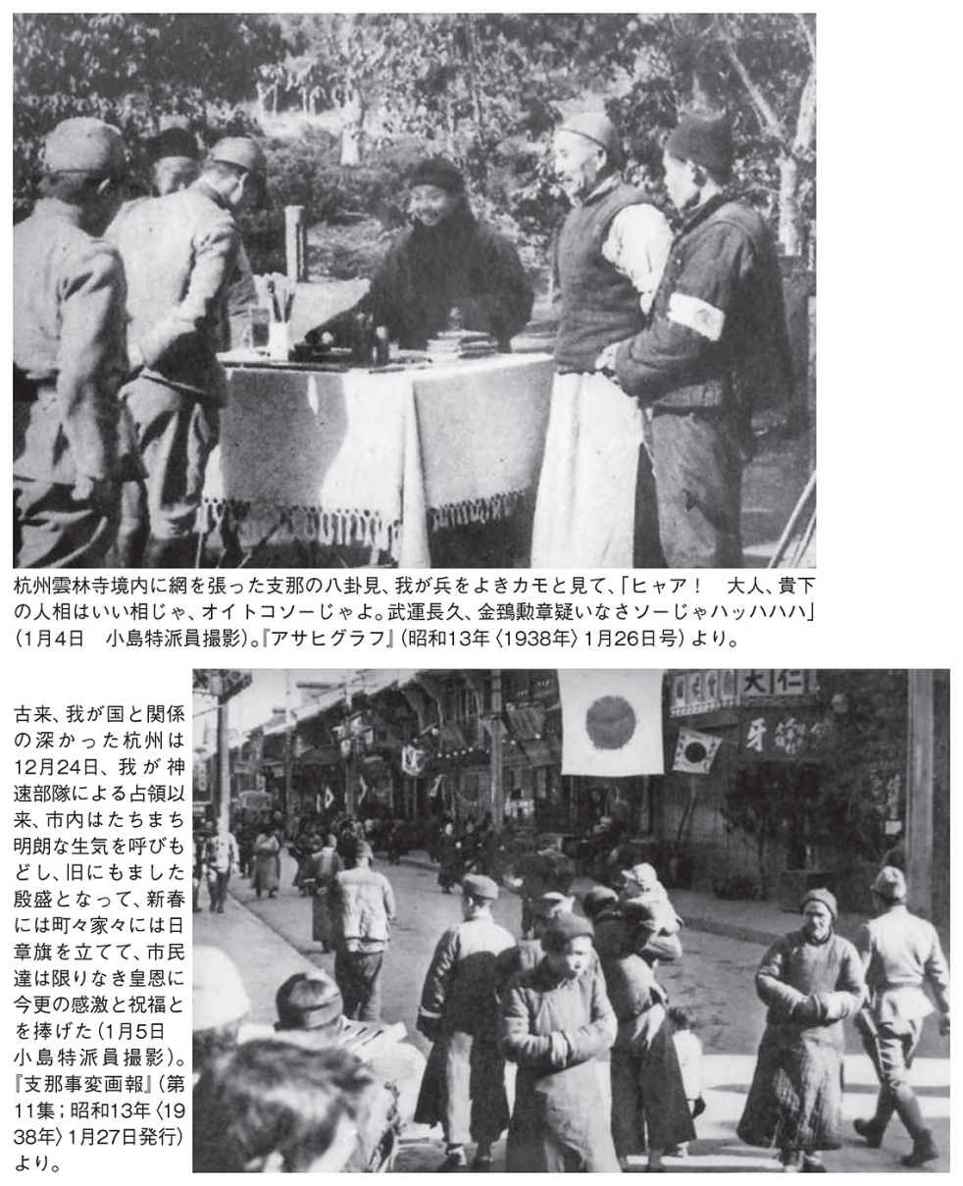 杭州雲林寺境内に網を張った支那の八卦見、我が兵をよきカモと見て、「ヒャア！　大人、貴下
の人相はいい相じゃ、オイトコソーじゃよ。武運長久、金鵄勲章疑いなさソーじゃハッハハハ」
（1月4日　小島特派員撮影）。『アサヒグラフ』（昭和13年〈1938年〉1月26日号）より。
大仁
牙
古来、我が国と関係
の深かった杭州は
12月24日、我が神
速部隊による占領以
来、市内はたちまち
明朗な生気を呼びも
どし、旧にもました
殷盛となって、新春
には町々家々には日
章旗を立てて、市民
達は限りなき皇恩に
今更の感激と祝福と
を捧げた（1月5日
小島特派員撮影）。
『支那事変画報』（第
11集；昭和13年〈19
38年〉1月27日発行）
より。